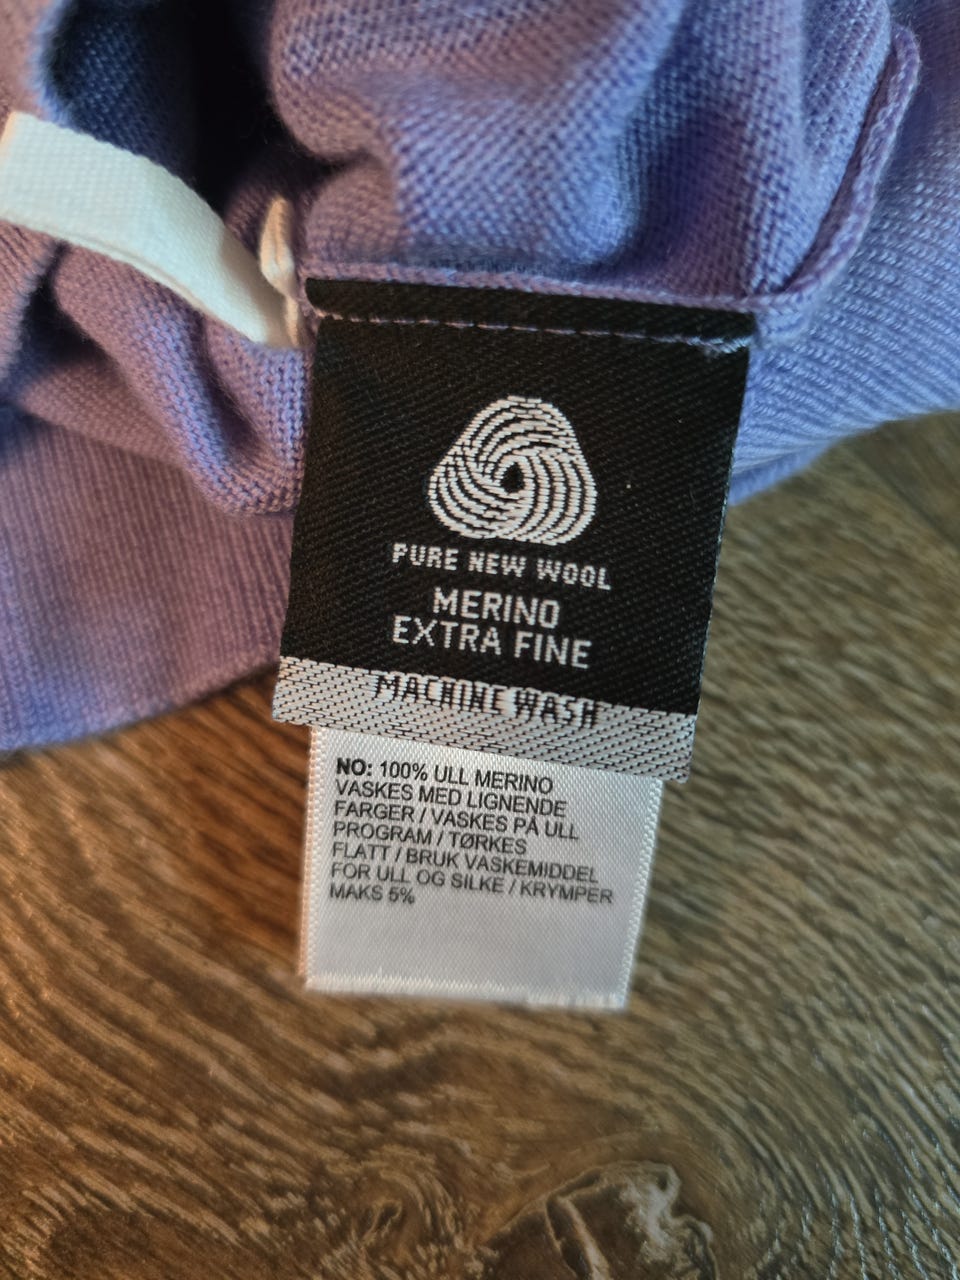 PURE NEW WOOL
MERINO
EXTRA FINE
MACHINE WASH
NO: 100% ULL MERINO
VASKES MED LIGNENDE
FARGER / VASKES PÅ ULL
PROGRAM / TØRKES
FLATT / BRUK VASKEMIDDEL
FOR ULL OG SILKE / KRYMPER
MAKS 5%